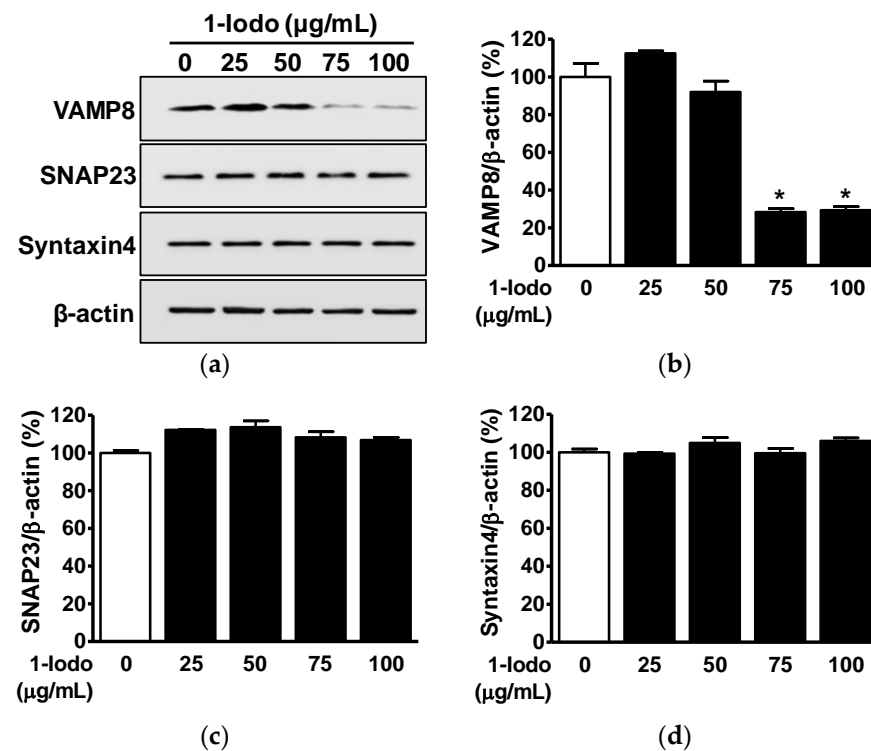 1-Iodo (μg/mL)
0 25 50 75 100
VAMP8
SNAP23
Syntaxin4
β-actin
(a)
VAMP8/β-actin (%)
120
100
80
60
40
20
0
* *
1-Iodo
(μg/mL)
0 25 50 75 100
(b)
SNAP23/β-actin (%)
120
100
80
60
40
20
0
1-Iodo
(μg/mL)
0 25 50 75 100
(c)
Syntaxin4/β-actin (%)
120
100
80
60
40
20
0
1-Iodo
(μg/mL)
0 25 50 75 100
(d)